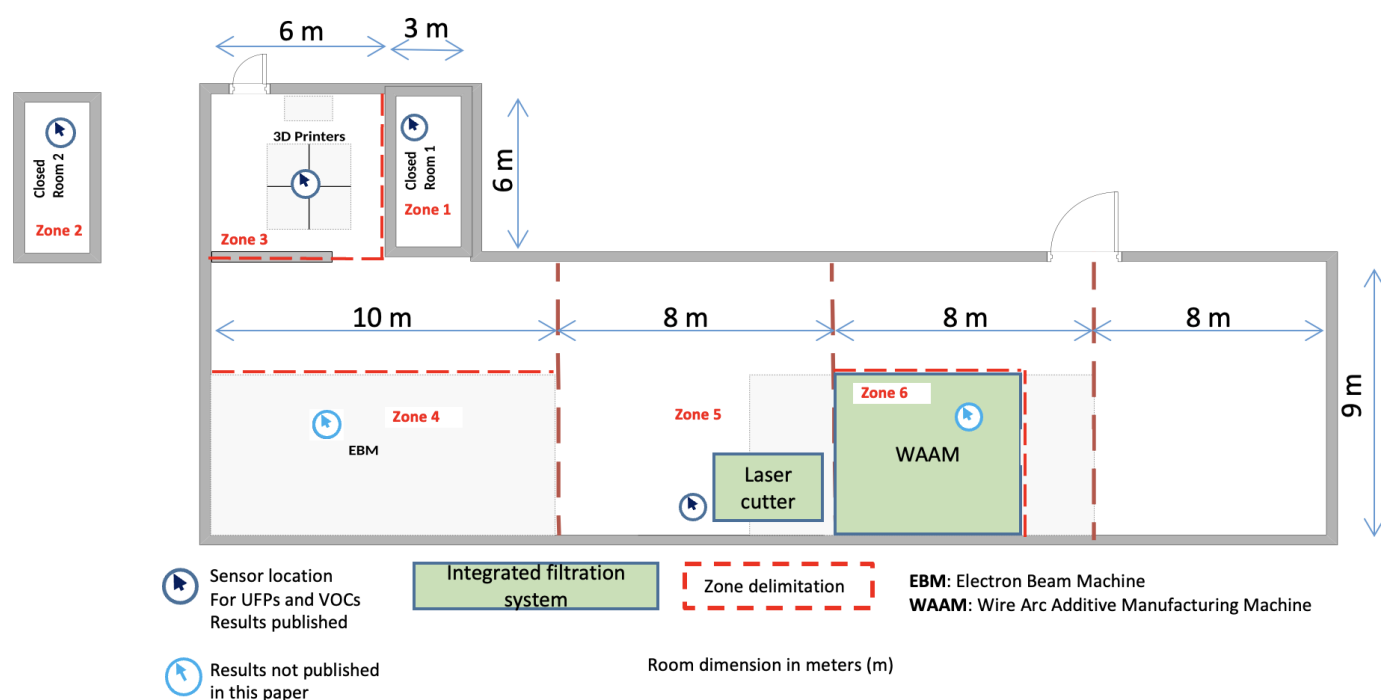 6 m
3 m
3D Printers
Closed
Room 2
Zone 2
Closed
Room 1
Zone 1
6 m
Zone 3
10 m
8 m
8 m
8 m
9 m
Zone 4
EBM
Zone 5
Zone 6
WAAM
Laser
cutter
Sensor location
For UFPs and VOCs
Results published
Integrated filtration
system
Zone delimitation
EBM: Electron Beam Machine
WAAM: Wire Arc Additive Manufacturing Machine
Results not published
in this paper
Room dimension in meters (m)